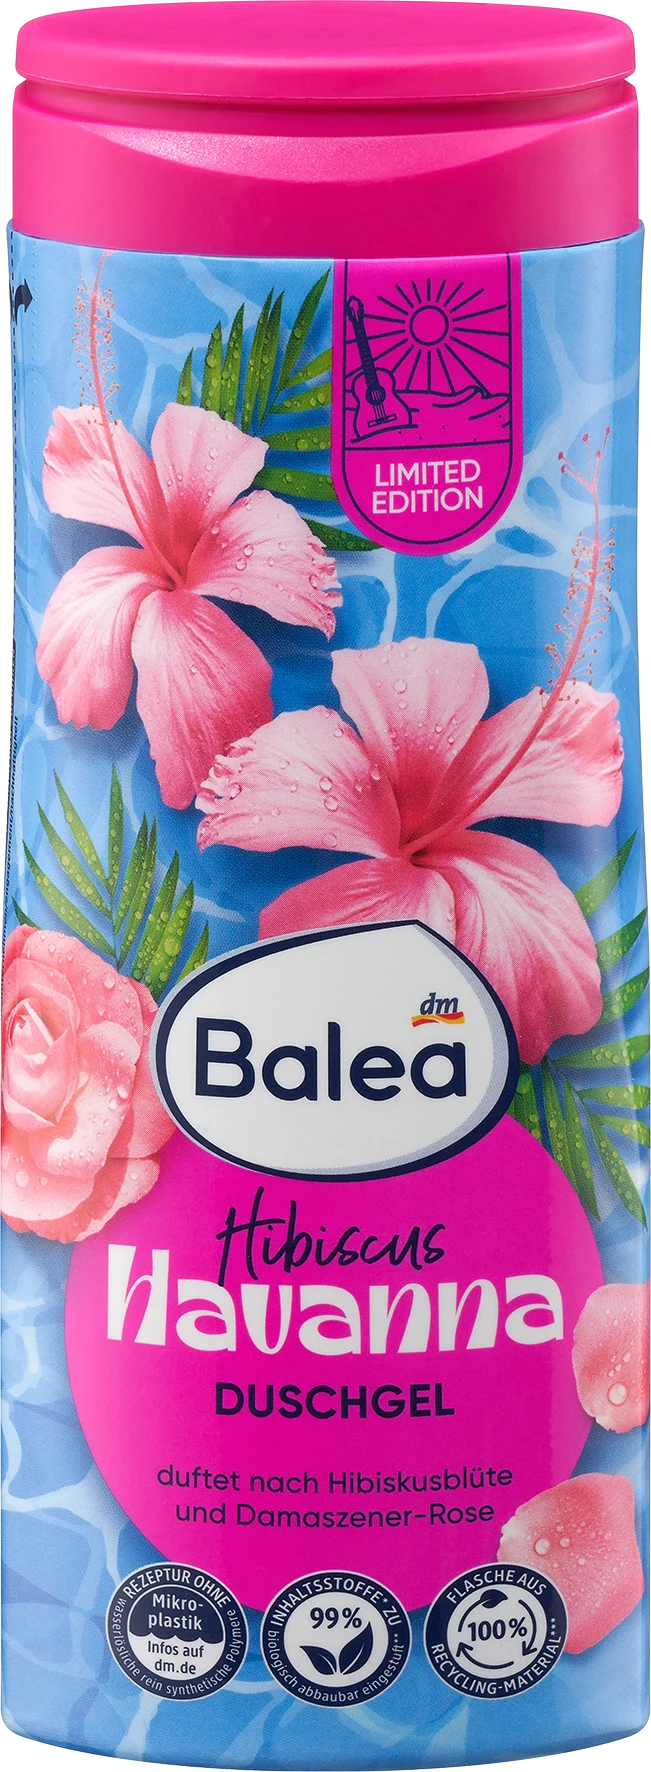 LIMITED
EDITION
dm
Balea
Hibiscus
Havanna
DUSCHGEL
duftet nach Hibiskusblüte
und Damaszener-Rose
REZEPTUR OHNE
Mikro-
plastik
Infos auf
dm.de
wasserlösliche rein synthetische Polymere
INHALTSSTOFFE* ZU
99%
biologisch abbaubar eingestuft**
FLASCHE AUS
100%
RECYCLING-MATERIAL***